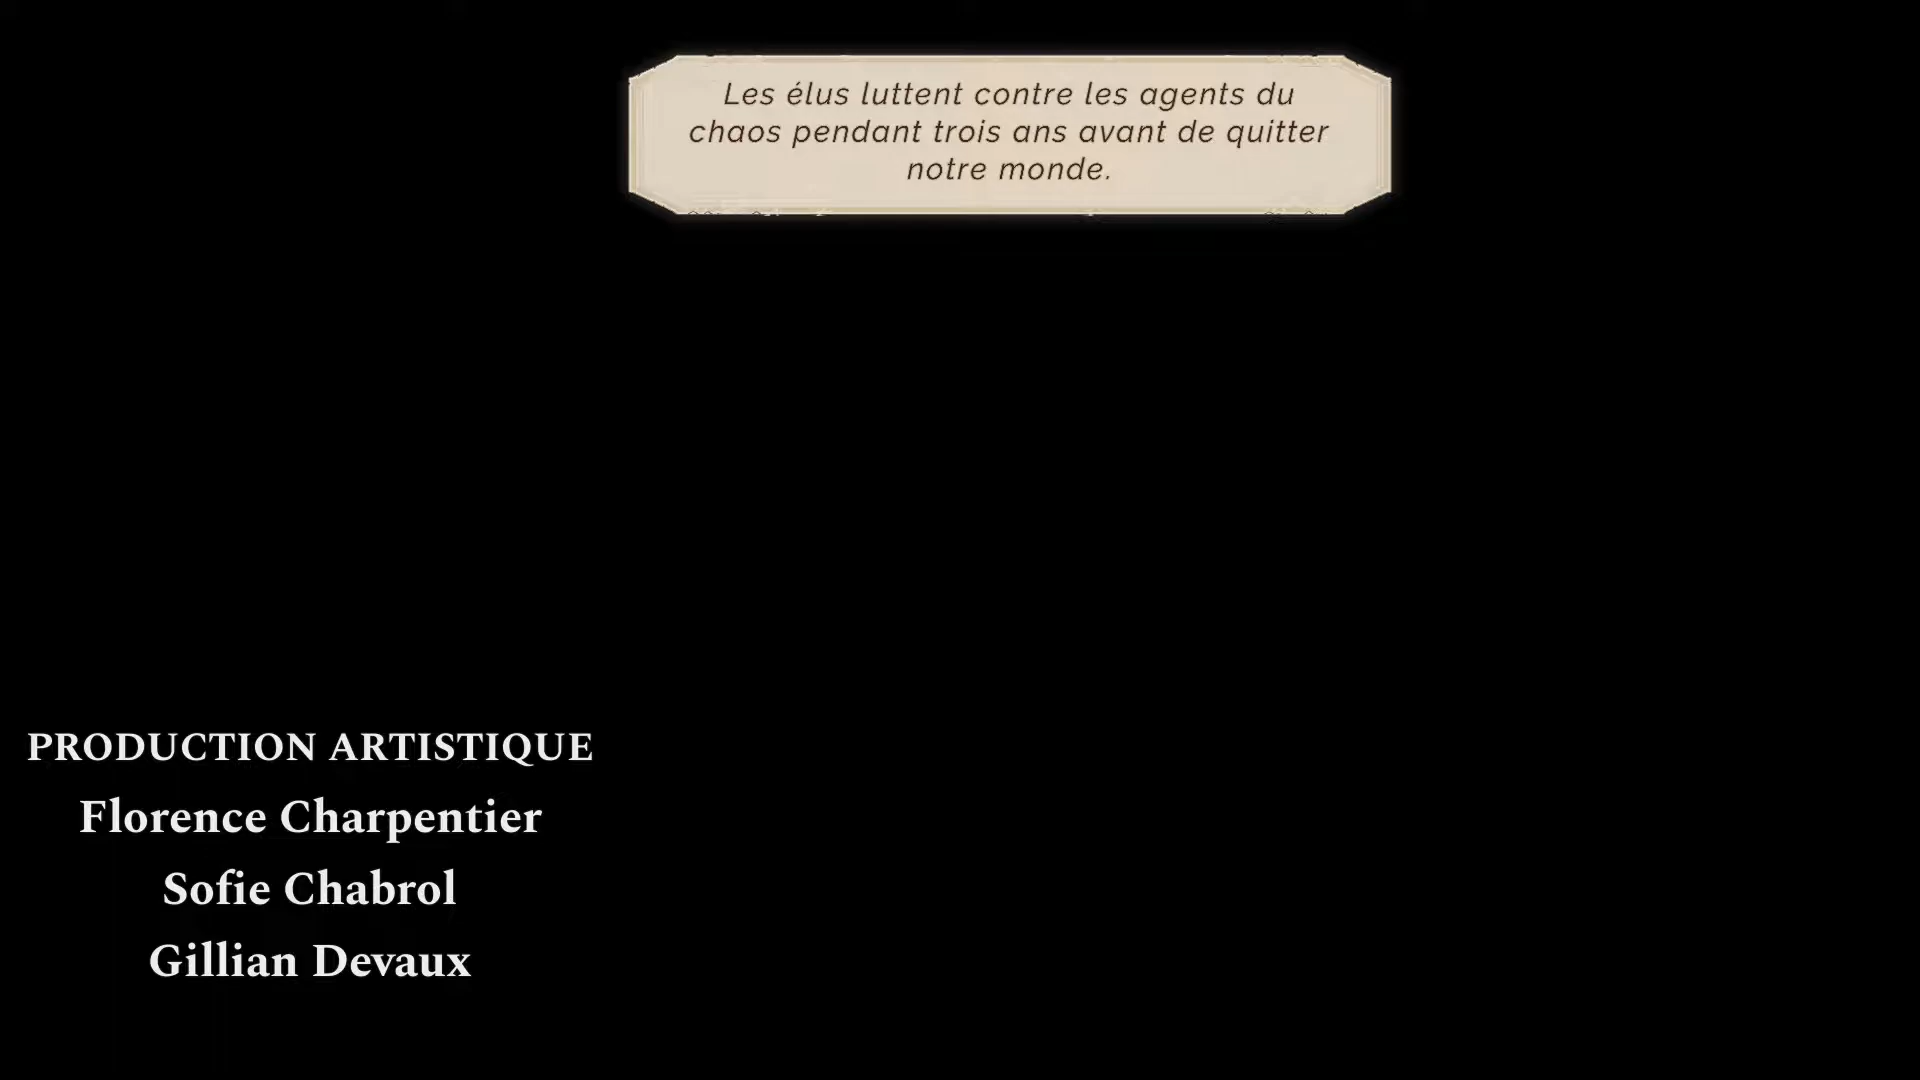 Les élus luttent contre les agents du
chaos pendant trois ans avant de quitter
notre monde.
PRODUCTION ARTISTIQUE
Florence Charpentier
Sofie Chabrol
Gillian Devaux